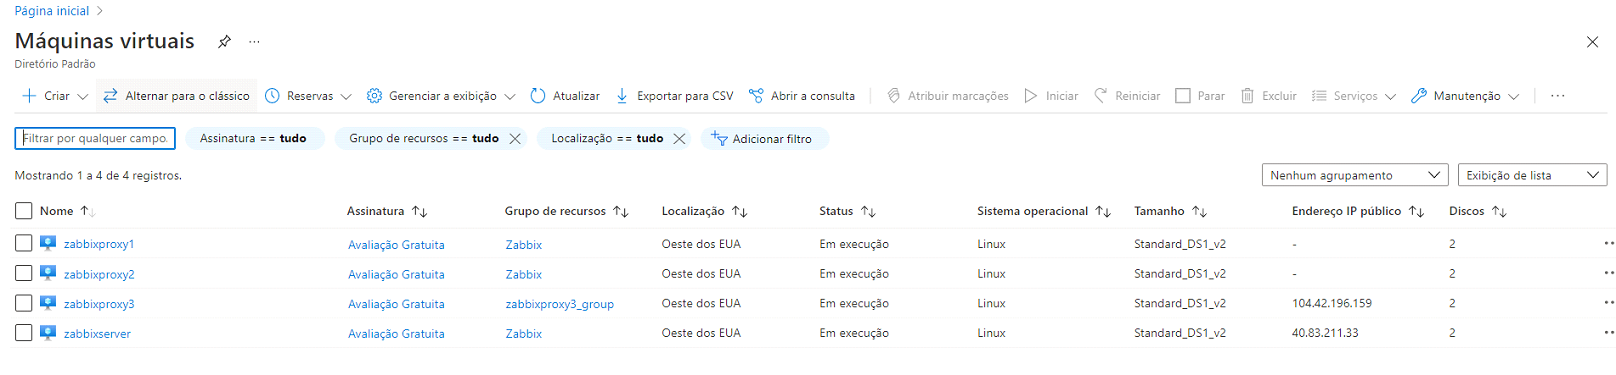 Página inicial >
Máquinas virtuais ...
Diretório Padrão
Criar Alternar para o clássico Reservas Gerenciar a exibição Atualizar Exportar para CSV Abrir a consulta Atribuir marcações Iniciar Reiniciar Parar Excluir Serviços Manutenção ...
Filtrar por qualquer campo. Assinatura == tudo Grupo de recursos == tudo Localização == tudo Adicionar filtro
Mostrando 1 a 4 de 4 registros. Nenhum agrupamento Exibição de lista
Nome Assinatura Grupo de recursos Localização Status Sistema operacional Tamanho Endereço IP público Discos
zabbixproxy1 Avaliação Gratuita Zabbix Oeste dos EUA Em execução Linux Standard_DS1_v2 - 2
zabbixproxy2 Avaliação Gratuita Zabbix Oeste dos EUA Em execução Linux Standard_DS1_v2 - 2
zabbixproxy3 Avaliação Gratuita zabbixproxy3_group Oeste dos EUA Em execução Linux Standard_DS1_v2 104.42.196.159 2
zabbixserver Avaliação Gratuita Zabbix Oeste dos EUA Em execução Linux Standard_DS1_v2 40.83.211.33 2